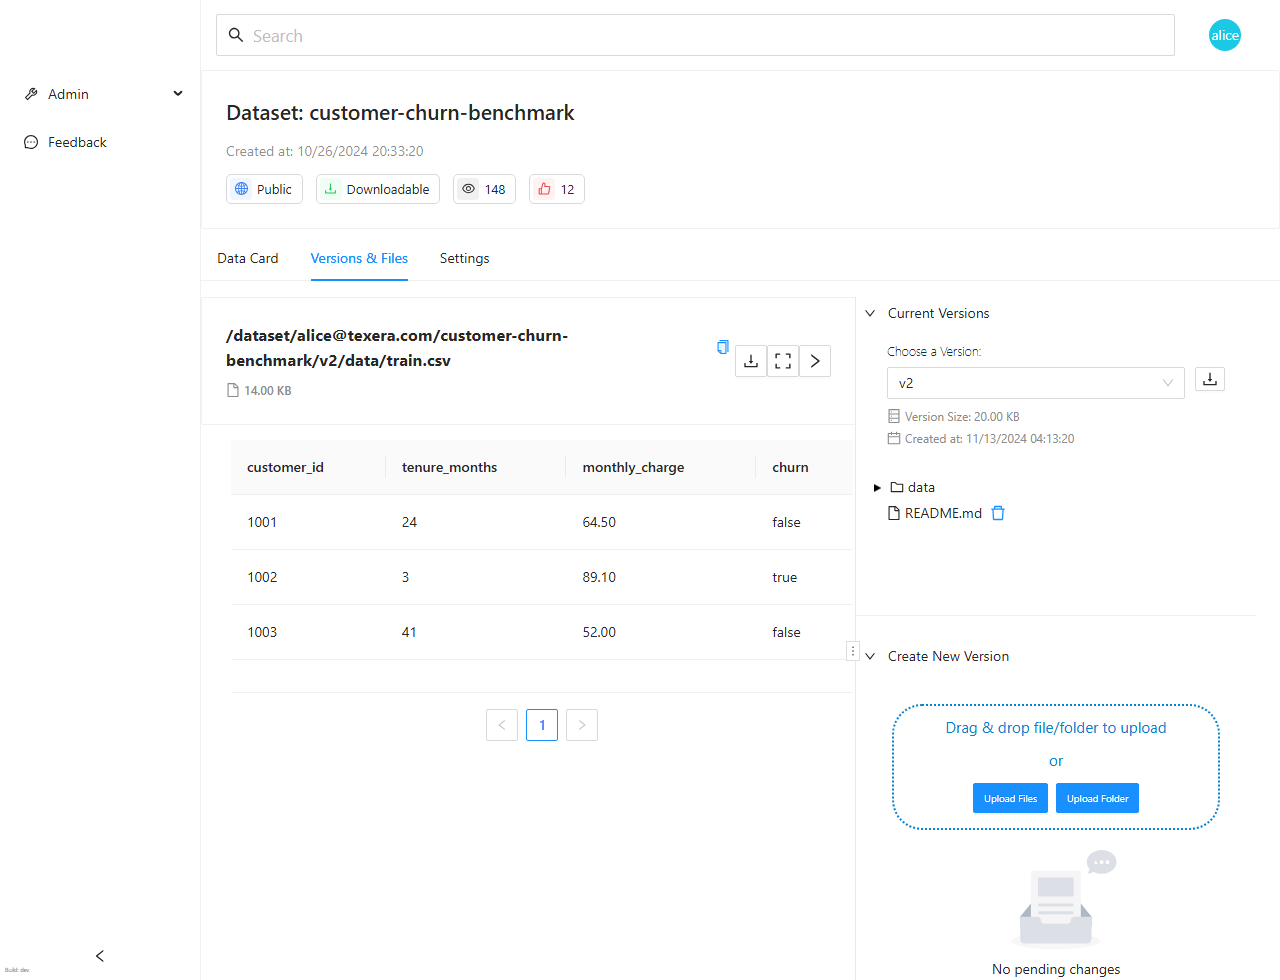 Search
alice
Admin
Feedback
Dataset: customer-churn-benchmark
Created at: 10/26/2024 20:33:20
Public
Downloadable
148
12
Data Card
Versions & Files
Settings
/dataset/alice@texera.com/customer-churn-
benchmark/v2/data/train.csv
14.00 KB
customer_id tenure_months monthly_charge churn
1001 24 64.50 false
1002 3 89.10 true
1003 41 52.00 false
1
Current Versions
Choose a Version:
v2
Version Size: 20.00 KB
Created at: 11/13/2024 04:13:20
data
README.md
Create New Version
Drag & drop file/folder to upload
or
Upload Files Upload Folder
No pending changes
Build: dev